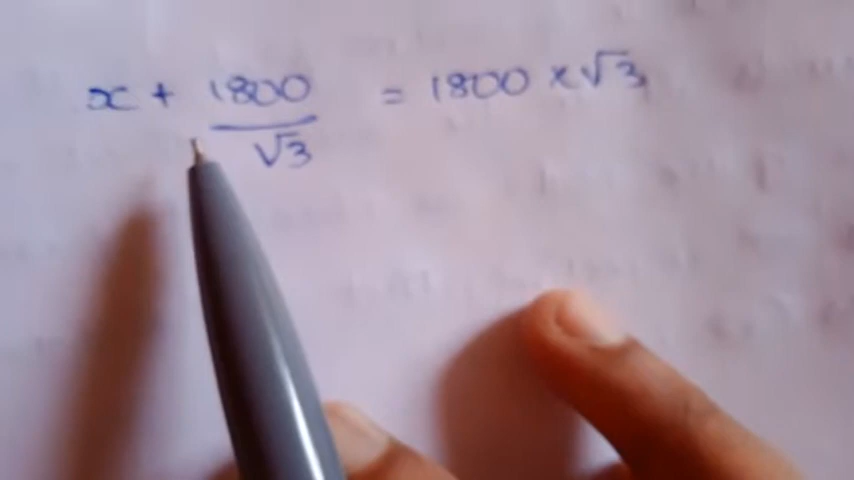 x + 1800/√3 = 1800 × √3